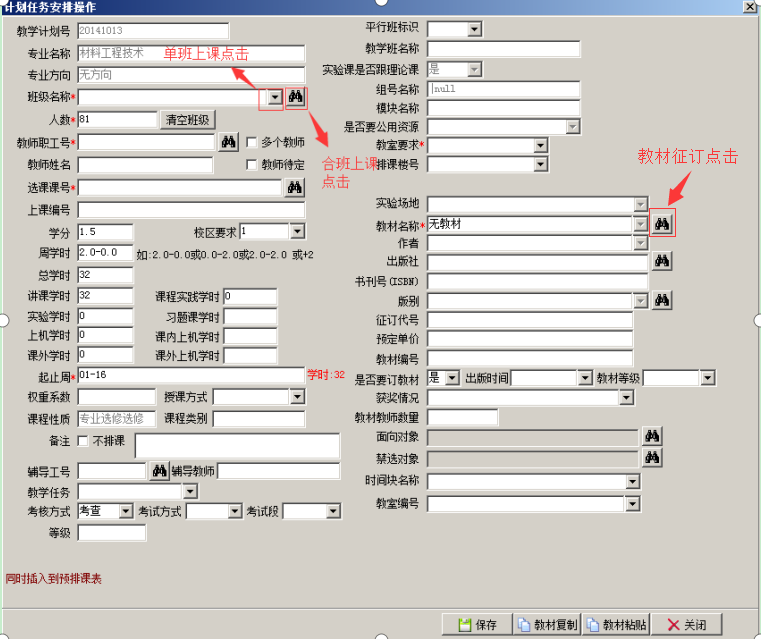 计划任务安排操作
教学计划号 20141013
专业名称 材料工程技术 单班上课点击
专业方向 无方向
班级名称*
人数* 81 清空班级
教师职工号* 多个教师
教师姓名 教师待定
合班上课
点击
选课课号*
上课编号
学分 1.5 校区要求 1
周学时 2.0-0.0 如:2.0-0.0或0.0-2.0或2.0-2.0 或+2
总学时 32
讲课学时 32 课程实践学时 0
实验学时 0 习题课学时
上机学时 0 课内上机学时
课外学时 0 课外上机学时
起止周* 01-16 学时:32
权重系数 授课方式
课程性质 专业选修选修 课程类别
备注 不排课
辅导工号 辅导教师
教学任务
考核方式 考查 考试方式 考试段
等级
同时插入到预排课表
平行班标识
教学班名称
实验课是否跟理论课 是
组号名称 null
模块名称
是否要公用资源
教室要求*
排课楼号
教材征订点击
实验场地
教材名称* 无教材
作者
出版社
书刊号(ISBN)
版别
征订代号
预定单价
教材编号
是否要订教材 是 出版时间 教材等级
获奖情况
教材教师数量
面向对象
禁选对象
时间块名称
教室编号
保存 教材复制 教材粘贴 关闭